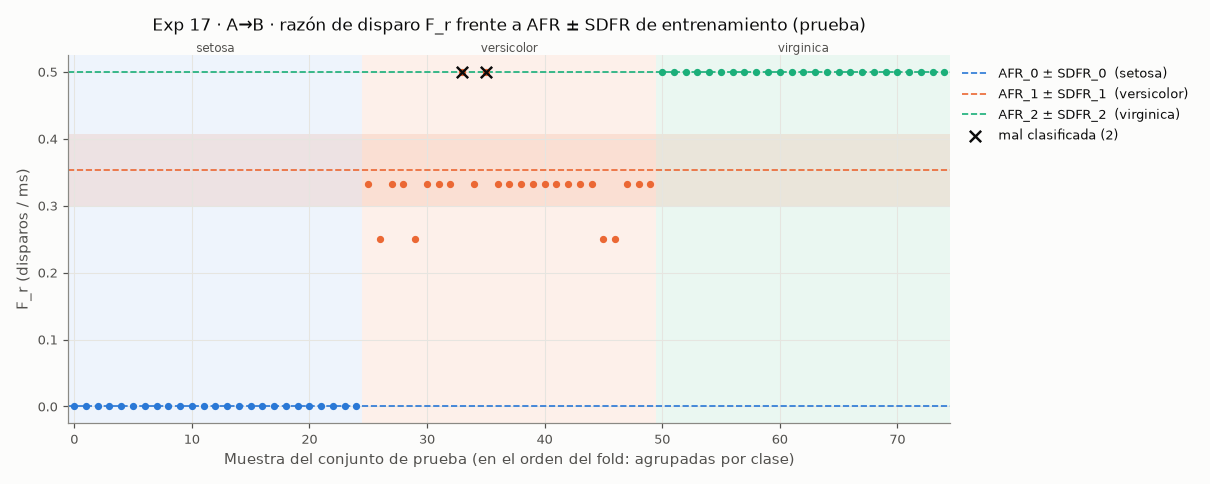 Exp 17 · A→B · razón de disparo F_r frente a AFR ± SDFR de entrenamiento (prueba)
setosa
versicolor
virginica
F_r (disparos / ms)
0.5
0.4
0.3
0.2
0.1
0.0
0
10
20
30
40
50
60
70
Muestra del conjunto de prueba (en el orden del fold: agrupadas por clase)
AFR_0 ± SDFR_0 (setosa)
AFR_1 ± SDFR_1 (versicolor)
AFR_2 ± SDFR_2 (virginica)
mal clasificada (2)